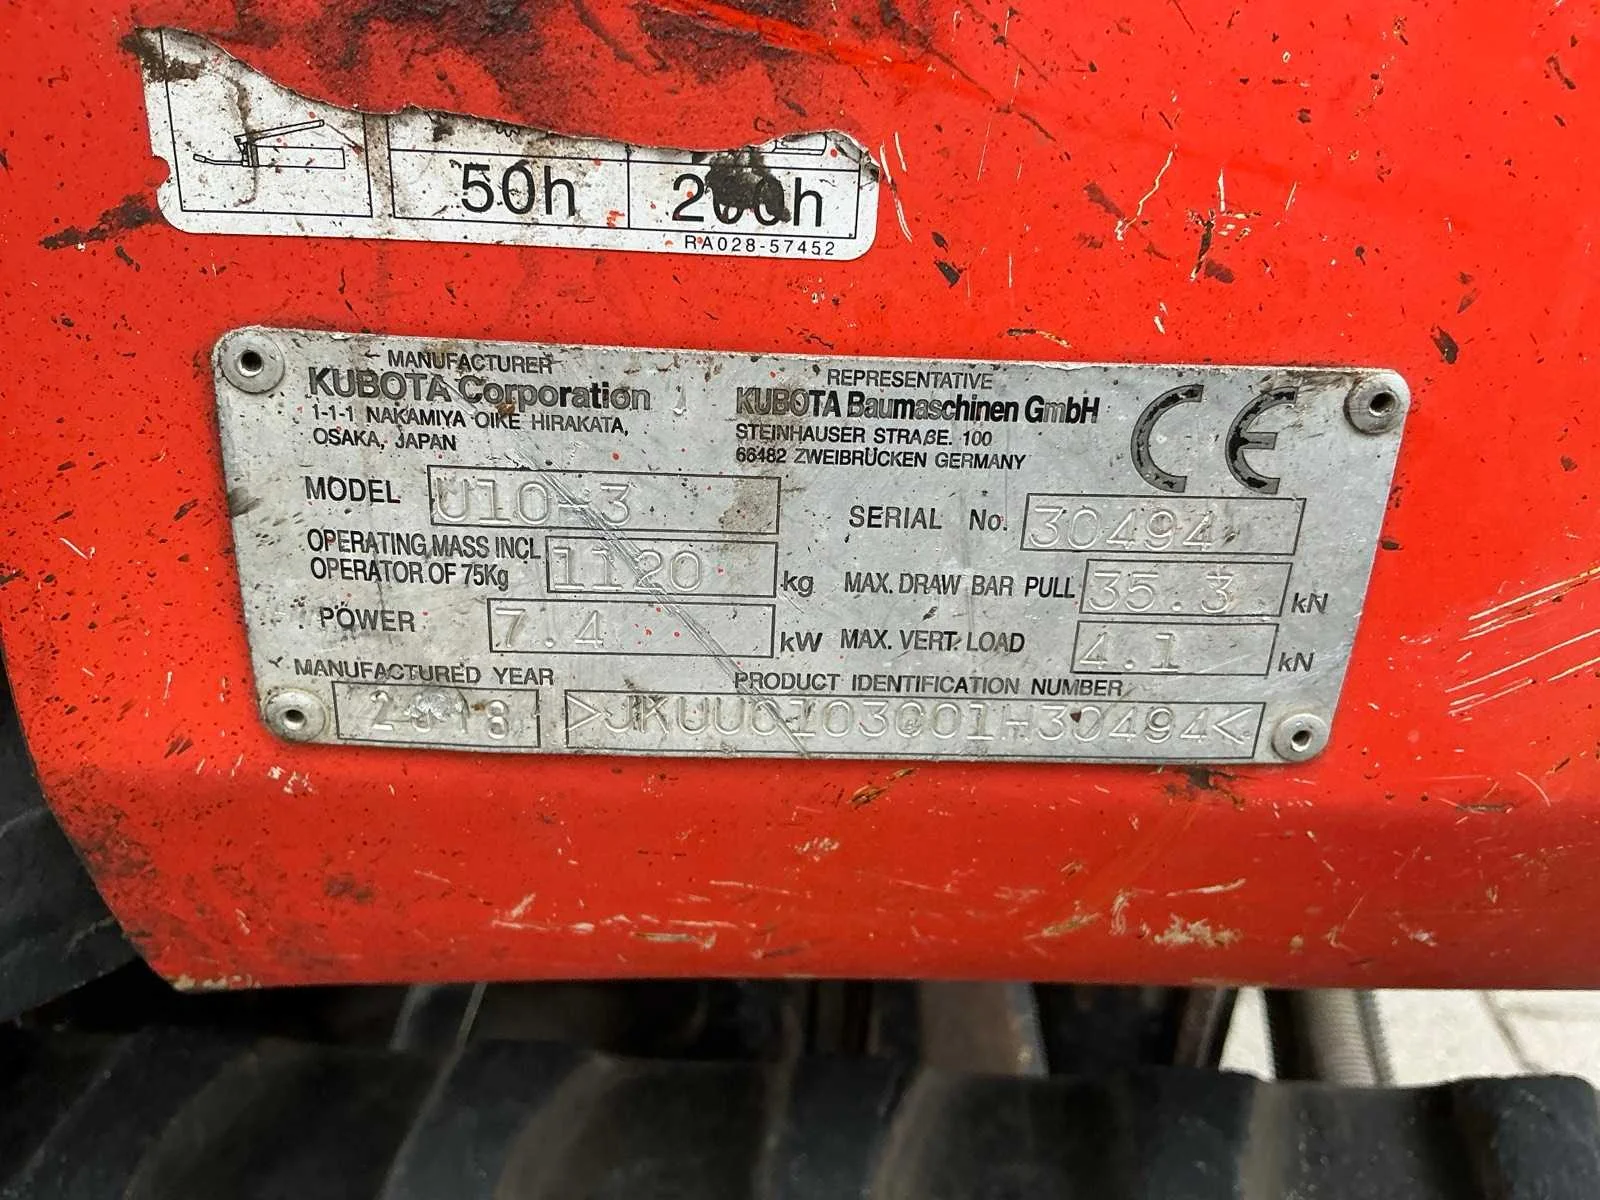 50h
200h
RA028-57452
MANUFACTURER
KUBOTA Corporation
1-1-1 NAKAMIYA OIKE HIRAKATA,
OSAKA, JAPAN
REPRESENTATIVE
KUBOTA Baumaschinen GmbH
STEINHAUSER STRAßE. 100
66482 ZWEIBRÜCKEN GERMANY
CE
MODEL U10-3
SERIAL No. 30494
OPERATING MASS INCL
OPERATOR OF 75Kg 1120 kg
MAX. DRAW BAR PULL 35.3 kN
POWER 7.4 kW
MAX. VERT. LOAD 4.1 kN
MANUFACTURED YEAR
2018
PRODUCT IDENTIFICATION NUMBER
>JKUU0103C01H30494<